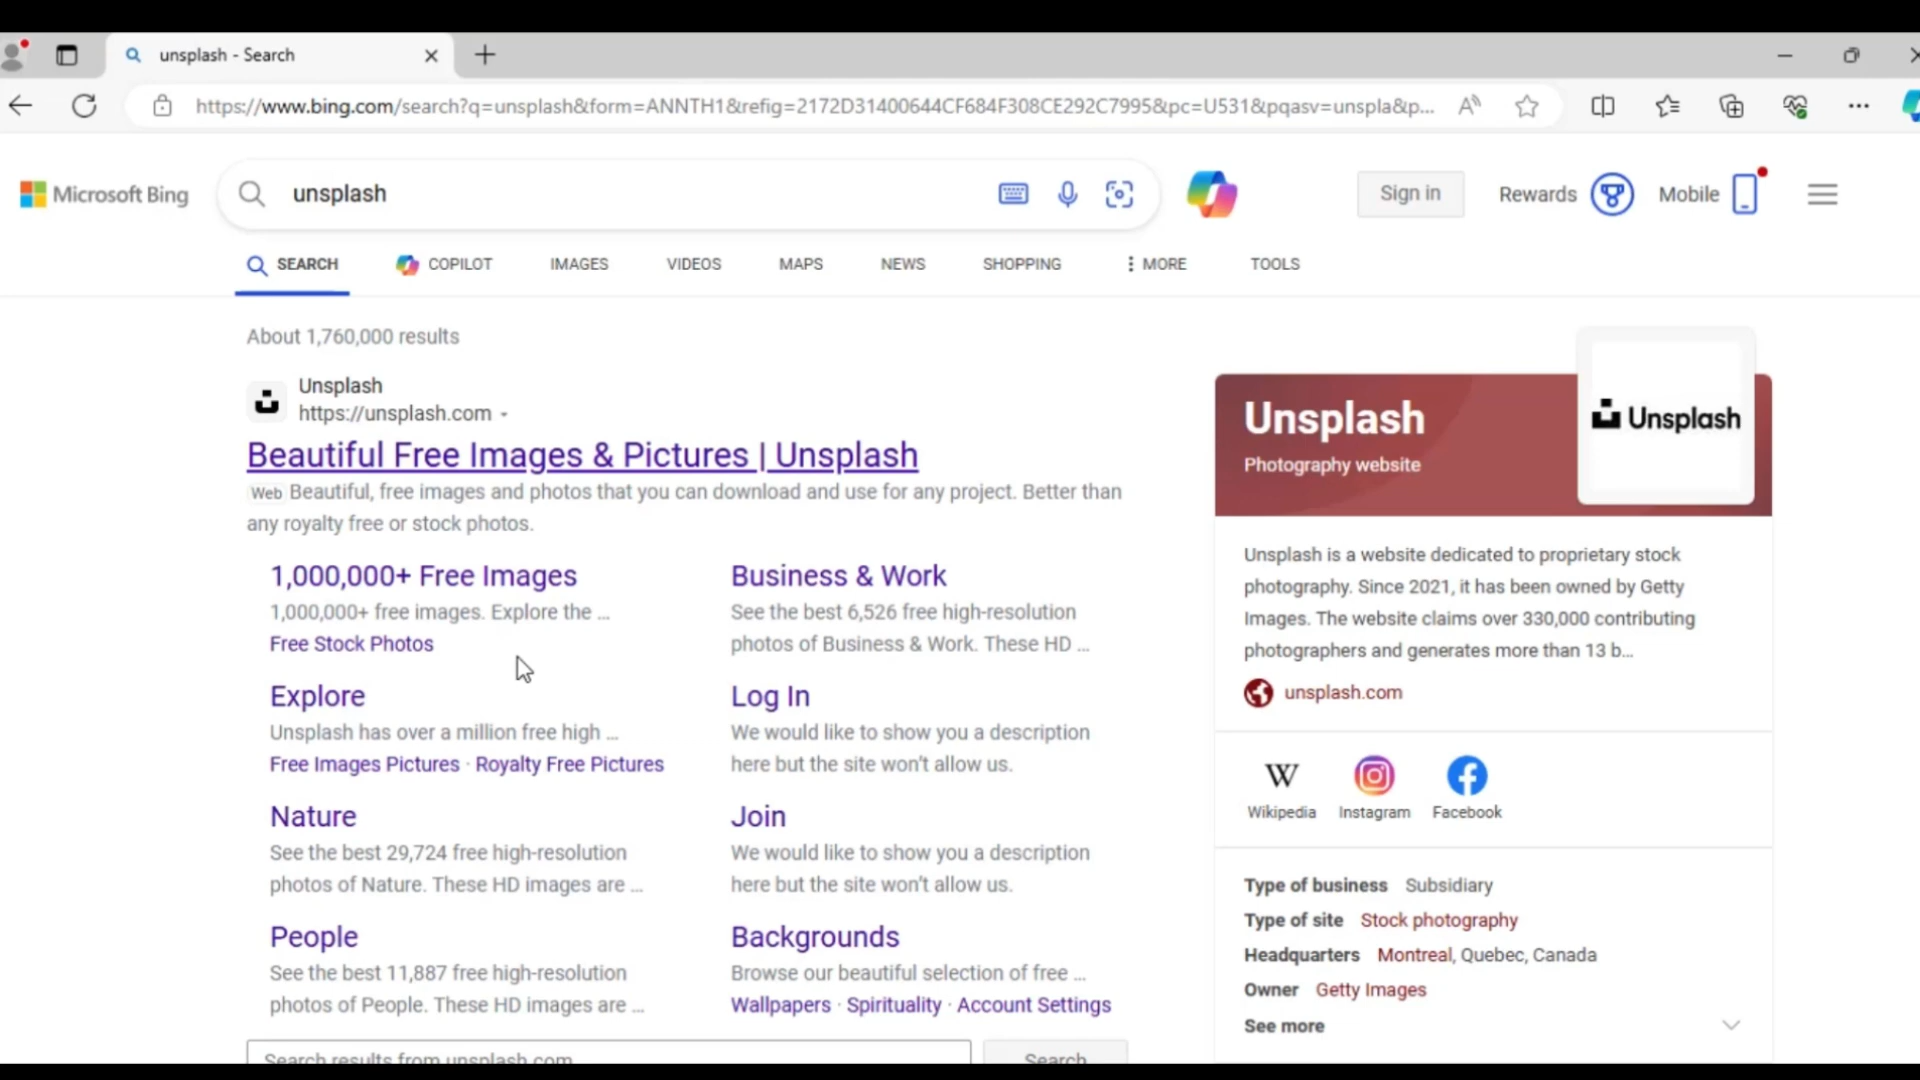 unsplash - Search
https://www.bing.com/search?q=unsplash&form=ANNTH1&refig=2172D31400644CF684F308CE292C7995&pc=U531&pqasv=unspla&p...
Microsoft Bing
unsplash
Sign in
Rewards
Mobile
SEARCH
COPILOT
IMAGES
VIDEOS
MAPS
NEWS
SHOPPING
MORE
TOOLS
About 1,760,000 results
Unsplash
https://unsplash.com
Beautiful Free Images & Pictures | Unsplash
Web Beautiful, free images and photos that you can download and use for any project. Better than
any royalty free or stock photos.
1,000,000+ Free Images
1,000,000+ free images. Explore the ...
Free Stock Photos
Business & Work
See the best 6,526 free high-resolution
photos of Business & Work. These HD ...
Explore
Unsplash has over a million free high ...
Free Images Pictures · Royalty Free Pictures
Log In
We would like to show you a description
here but the site won't allow us.
Nature
See the best 29,724 free high-resolution
photos of Nature. These HD images are ...
Join
We would like to show you a description
here but the site won't allow us.
People
See the best 11,887 free high-resolution
photos of People. These HD images are ...
Backgrounds
Browse our beautiful selection of free ...
Wallpapers · Spirituality · Account Settings
Search results from unsplash.com
Search
Unsplash
Photography website
Unsplash
Unsplash is a website dedicated to proprietary stock
photography. Since 2021, it has been owned by Getty
Images. The website claims over 330,000 contributing
photographers and generates more than 13 b...
unsplash.com
W
Wikipedia
Instagram
Facebook
Type of business Subsidiary
Type of site Stock photography
Headquarters Montreal, Quebec, Canada
Owner Getty Images
See more